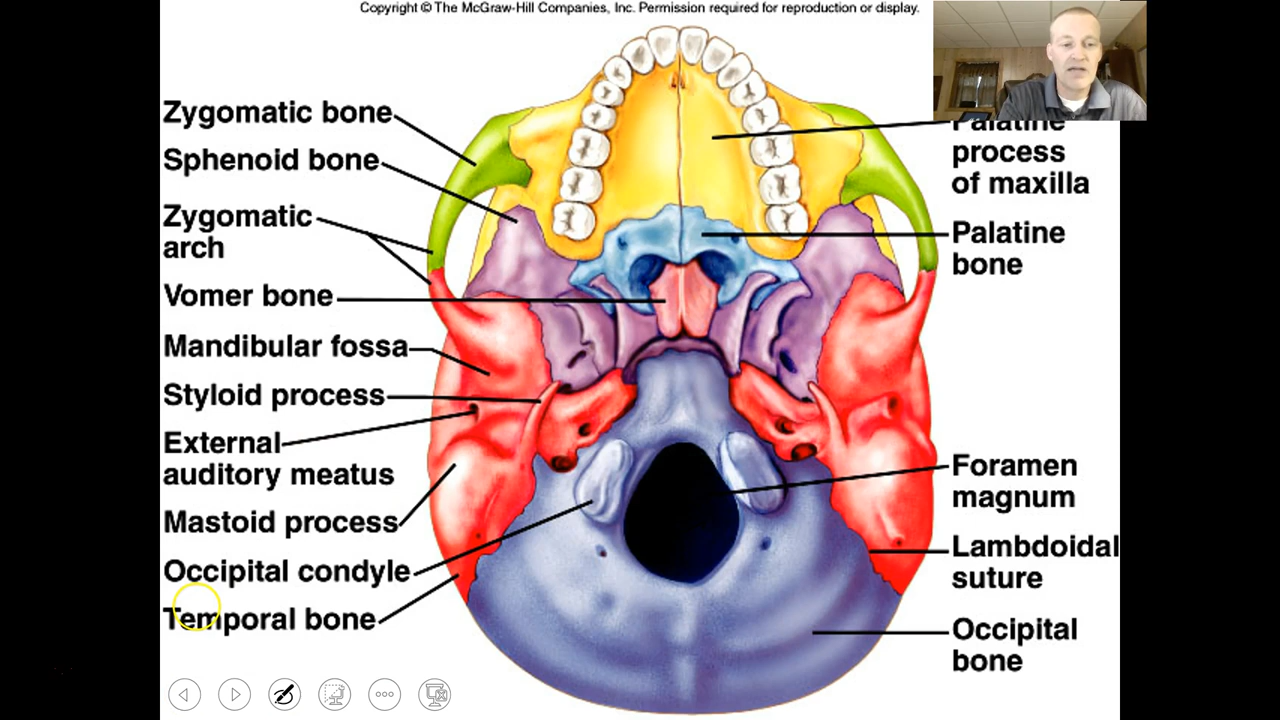 Copyright © The McGraw-Hill Companies, Inc. Permission required for reproduction or display.
Zygomatic bone
Sphenoid bone
Zygomatic
arch
Vomer bone
Mandibular fossa
Styloid process
External
auditory meatus
Mastoid process
Occipital condyle
Temporal bone
Palatine
process
of maxilla
Palatine
bone
Foramen
magnum
Lambdoidal
suture
Occipital
bone